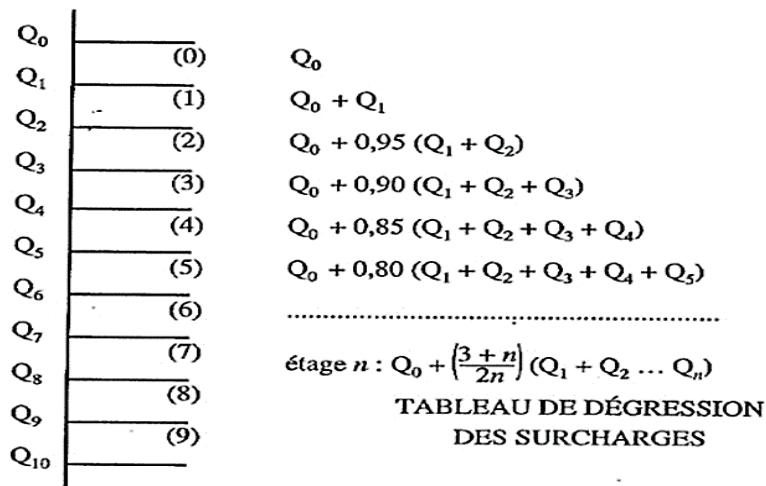 Q₀
(0) Q₀
Q₁
(1) Q₀ + Q₁
Q₂
(2) Q₀ + 0,95 (Q₁ + Q₂)
Q₃
(3) Q₀ + 0,90 (Q₁ + Q₂ + Q₃)
Q₄
(4) Q₀ + 0,85 (Q₁ + Q₂ + Q₃ + Q₄)
Q₅
(5) Q₀ + 0,80 (Q₁ + Q₂ + Q₃ + Q₄ + Q₅)
Q₆
(6) ................................................
Q₇
(7) étage n : Q₀ + ((3 + n)/2n) (Q₁ + Q₂ ... Qₙ)
Q₈
(8) TABLEAU DE DÉGRESSION
Q₉
(9) DES SURCHARGES
Q₁₀